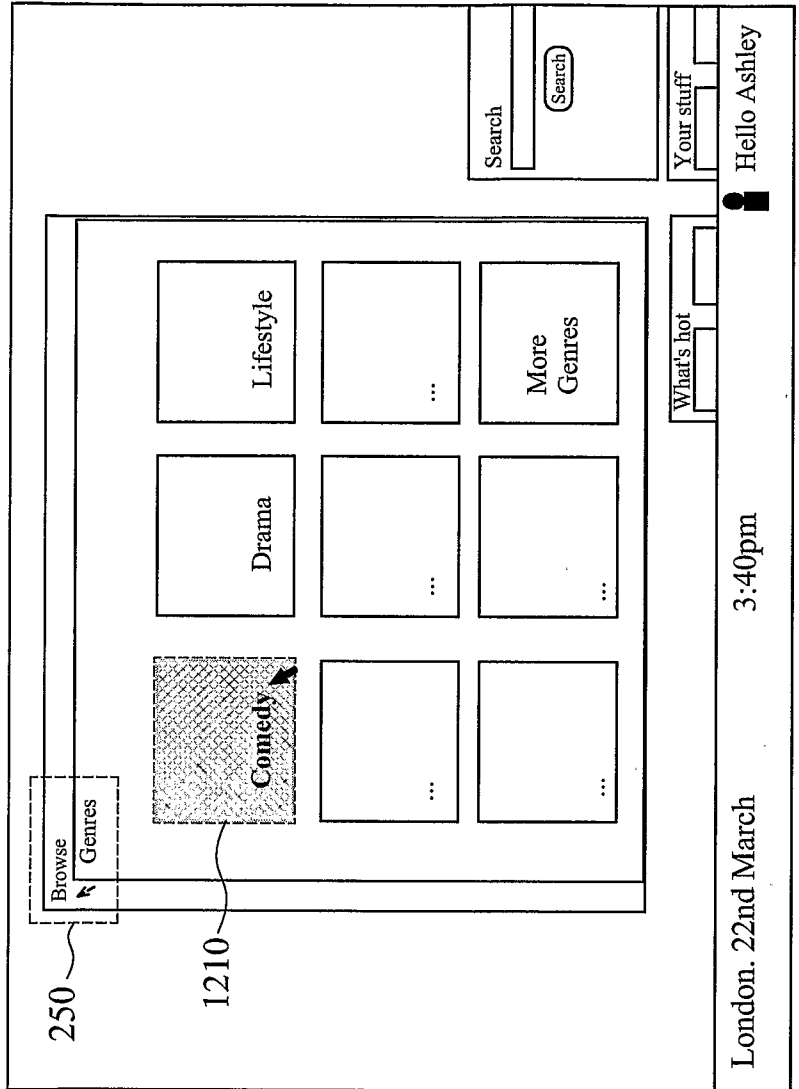 250
Browse
Genres
1210
Comedy
Drama
Lifestyle
...
...
...
...
...
More
Genres
Search
Search
What's hot
Your stuff
London. 22nd March
3:40pm
Hello Ashley